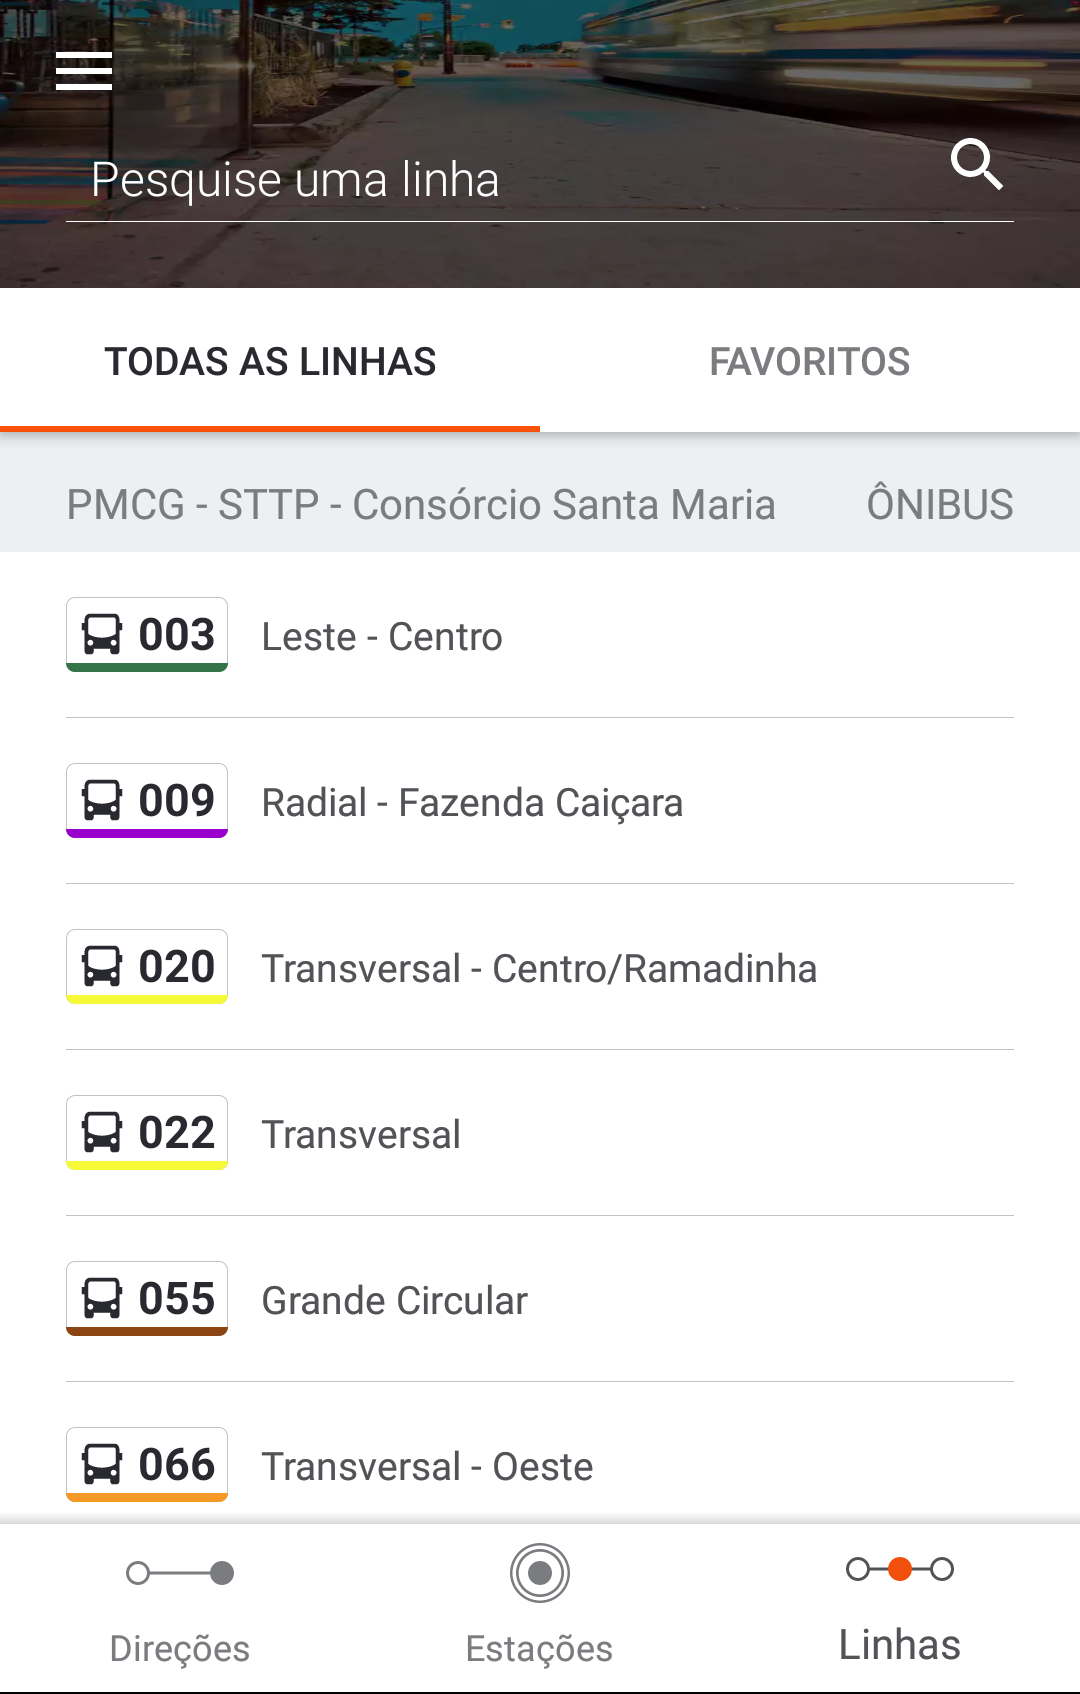 Pesquise uma linha
TODAS AS LINHAS FAVORITOS
PMCG - STTP - Consórcio Santa Maria ÔNIBUS
003 Leste - Centro
009 Radial - Fazenda Caiçara
020 Transversal - Centro/Ramadinha
022 Transversal
055 Grande Circular
066 Transversal - Oeste
Direções Estações Linhas